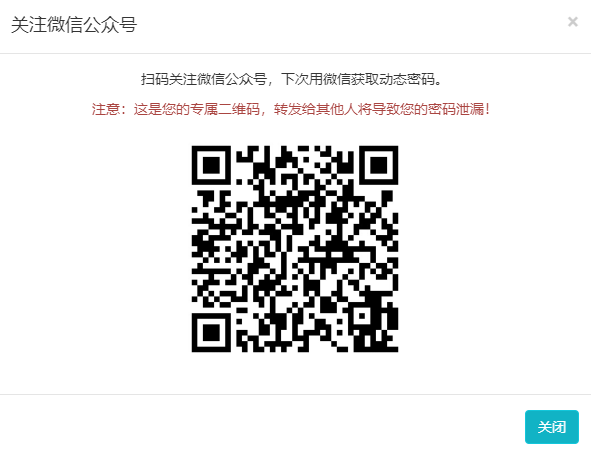 关注微信公众号
×
扫码关注微信公众号，下次用微信获取动态密码。
注意：这是您的专属二维码，转发给其他人将导致您的密码泄漏！
关闭